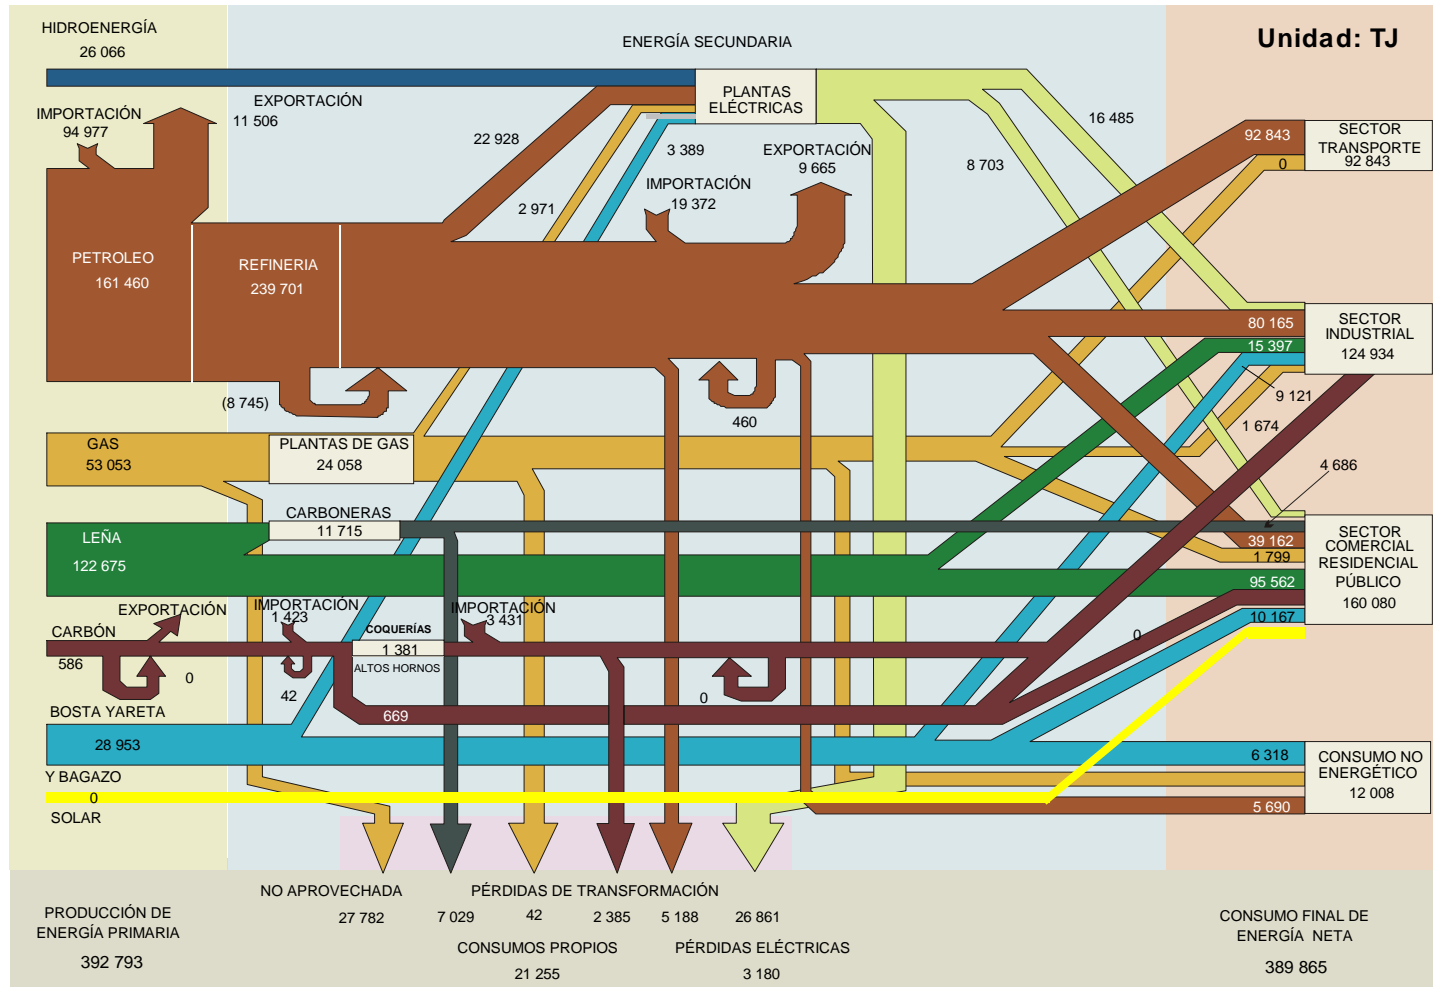 HIDROENERGÍA
26 066
ENERGÍA SECUNDARIA
Unidad: TJ
IMPORTACIÓN
94 977
EXPORTACIÓN
11 506
PLANTAS
ELÉCTRICAS
22 928
3 389
EXPORTACIÓN
9 665
16 485
8 703
92 843
0
SECTOR
TRANSPORTE
92 843
IMPORTACIÓN
19 372
2 971
PETROLEO
161 460
REFINERIA
239 701
80 165
15 397
SECTOR
INDUSTRIAL
124 934
(8 745)
460
9 121
1 674
GAS
53 053
PLANTAS DE GAS
24 058
4 686
CARBONERAS
11 715
LEÑA
122 675
39 162
1 799
95 562
10 167
SECTOR
COMERCIAL
RESIDENCIAL
PÚBLICO
160 080
EXPORTACIÓN
IMPORTACIÓN
1 423
IMPORTACIÓN
3 431
CARBÓN
586
0
42
COQUERÍAS
1 381
ALTOS HORNOS
0
0
669
BOSTA YARETA
28 953
Y BAGAZO
0
SOLAR
6 318
5 690
CONSUMO NO
ENERGÉTICO
12 008
NO APROVECHADA
27 782
PÉRDIDAS DE TRANSFORMACIÓN
7 029
42
2 385
5 188
26 861
CONSUMOS PROPIOS
21 255
PÉRDIDAS ELÉCTRICAS
3 180
PRODUCCIÓN DE
ENERGÍA PRIMARIA
392 793
CONSUMO FINAL DE
ENERGÍA NETA
389 865